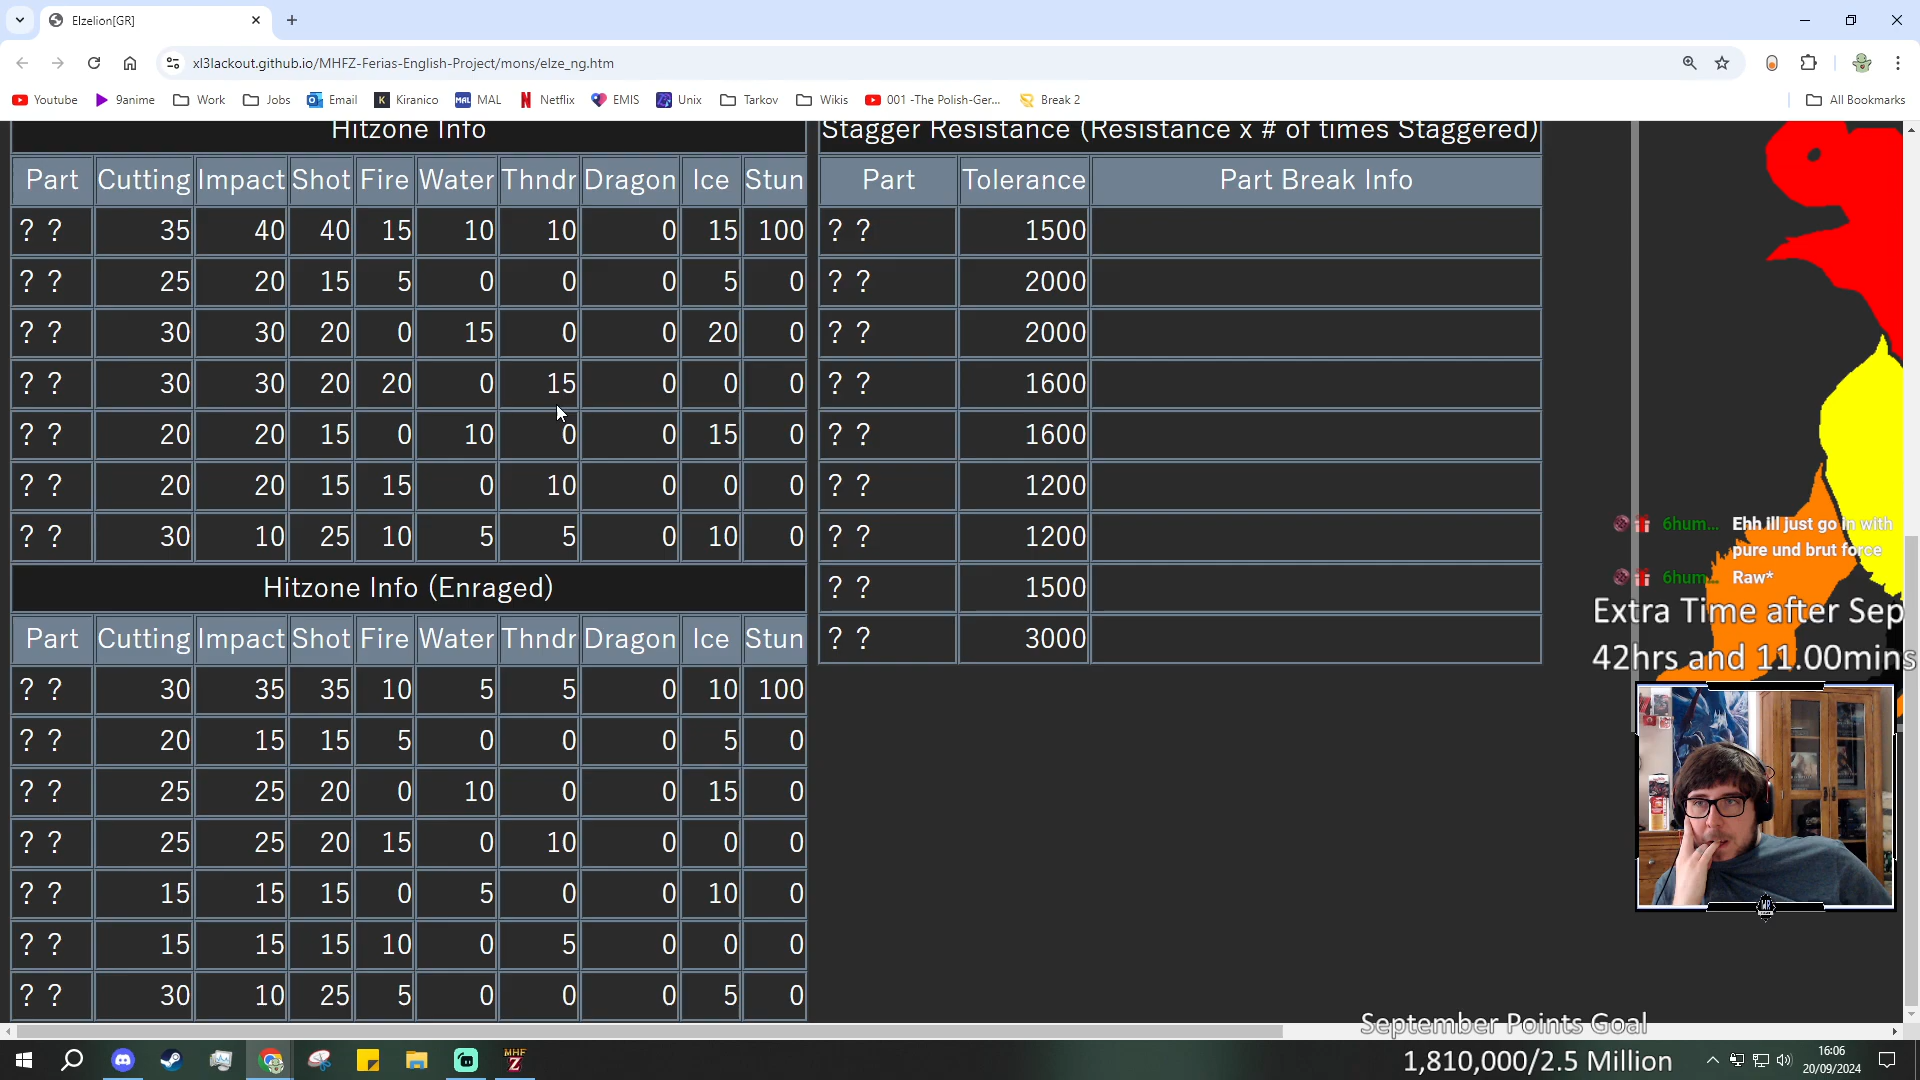 Elzelion[GR]
xl3lackout.github.io/MHFZ-Ferias-English-Project/mons/elze_ng.htm
Youtube 9anime Work Jobs Email Kiranico MAL Netflix EMIS Unix Tarkov Wikis 001 -The Polish-Ger... Break 2 All Bookmarks
Hitzone Info
Part Cutting Impact Shot Fire Water Thndr Dragon Ice Stun
? ? 35 40 40 15 10 10 0 15 100
? ? 25 20 15 5 0 0 0 5 0
? ? 30 30 20 0 15 0 0 20 0
? ? 30 30 20 20 0 15 0 0 0
? ? 20 20 15 0 10 0 0 15 0
? ? 20 20 15 15 0 10 0 0 0
? ? 30 10 25 10 5 5 0 10 0
Hitzone Info (Enraged)
Part Cutting Impact Shot Fire Water Thndr Dragon Ice Stun
? ? 30 35 35 10 5 5 0 10 100
? ? 20 15 15 5 0 0 0 5 0
? ? 25 25 20 0 10 0 0 15 0
? ? 25 25 20 15 0 10 0 0 0
? ? 15 15 15 0 5 0 0 10 0
? ? 15 15 15 10 0 5 0 0 0
? ? 30 10 25 5 0 0 0 5 0
Stagger Resistance (Resistance x # of times Staggered)
Part Tolerance Part Break Info
? ? 1500
? ? 2000
? ? 2000
? ? 1600
? ? 1600
? ? 1200
? ? 1200
? ? 1500
? ? 3000
6hum... Ehh ill just go in with
pure und brut force
6hum... Raw*
Extra Time after Sep
42hrs and 11.00mins
September Points Goal
1,810,000/2.5 Million
16:06
20/09/2024